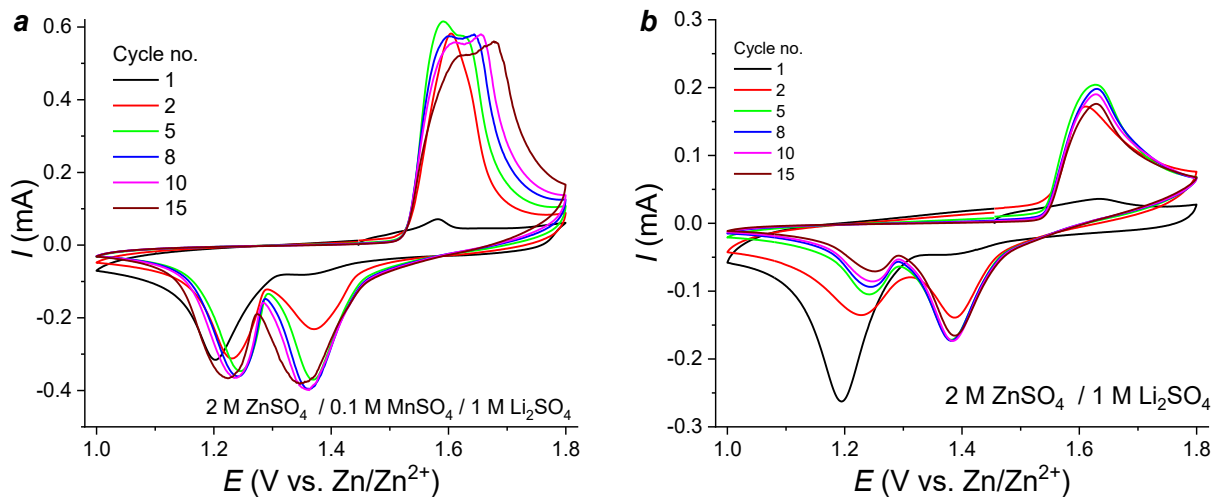 a
Cycle no.
1
2
5
8
10
15
I (mA)
0.6
0.4
0.2
0.0
-0.2
-0.4
2 M ZnSO₄ / 0.1 M MnSO₄ / 1 M Li₂SO₄
1.0 1.2 1.4 1.6 1.8
E (V vs. Zn/Zn²⁺)
b
Cycle no.
1
2
5
8
10
15
I (mA)
0.3
0.2
0.1
0.0
-0.1
-0.2
-0.3
2 M ZnSO₄ / 1 M Li₂SO₄
1.0 1.2 1.4 1.6 1.8
E (V vs. Zn/Zn²⁺)